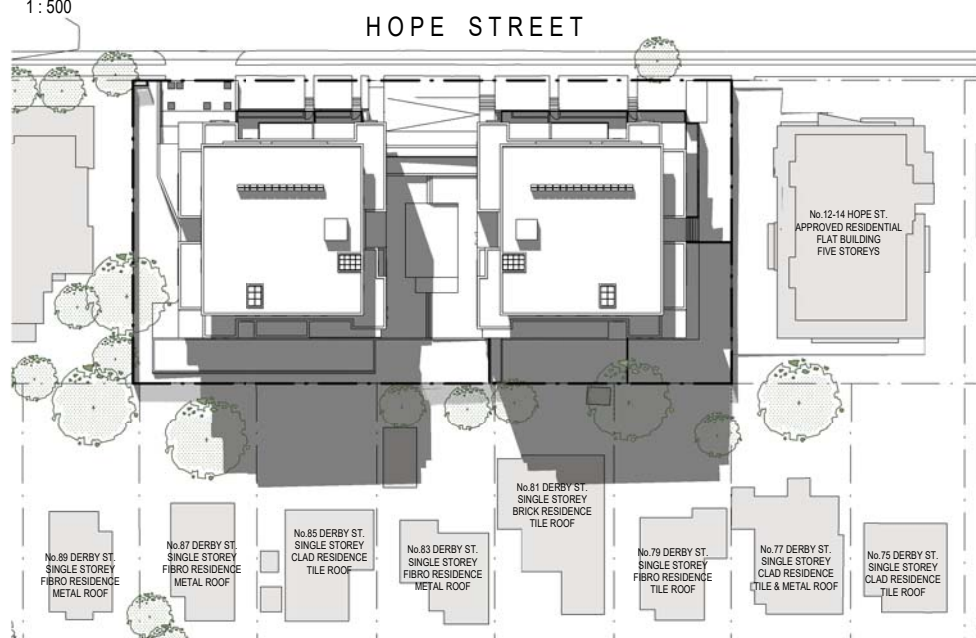 1 : 500
HOPE STREET
No.12-14 HOPE ST.
APPROVED RESIDENTIAL
FLAT BUILDING
FIVE STOREYS
No.89 DERBY ST.
SINGLE STOREY
FIBRO RESIDENCE
METAL ROOF
No.87 DERBY ST.
SINGLE STOREY
FIBRO RESIDENCE
METAL ROOF
No.85 DERBY ST.
SINGLE STOREY
CLAD RESIDENCE
TILE ROOF
No.83 DERBY ST.
SINGLE STOREY
FIBRO RESIDENCE
METAL ROOF
No.81 DERBY ST.
SINGLE STOREY
BRICK RESIDENCE
TILE ROOF
No.79 DERBY ST.
SINGLE STOREY
FIBRO RESIDENCE
TILE ROOF
No.77 DERBY ST.
SINGLE STOREY
CLAD RESIDENCE
TILE & METAL ROOF
No.75 DERBY ST.
SINGLE STOREY
CLAD RESIDENCE
TILE ROOF